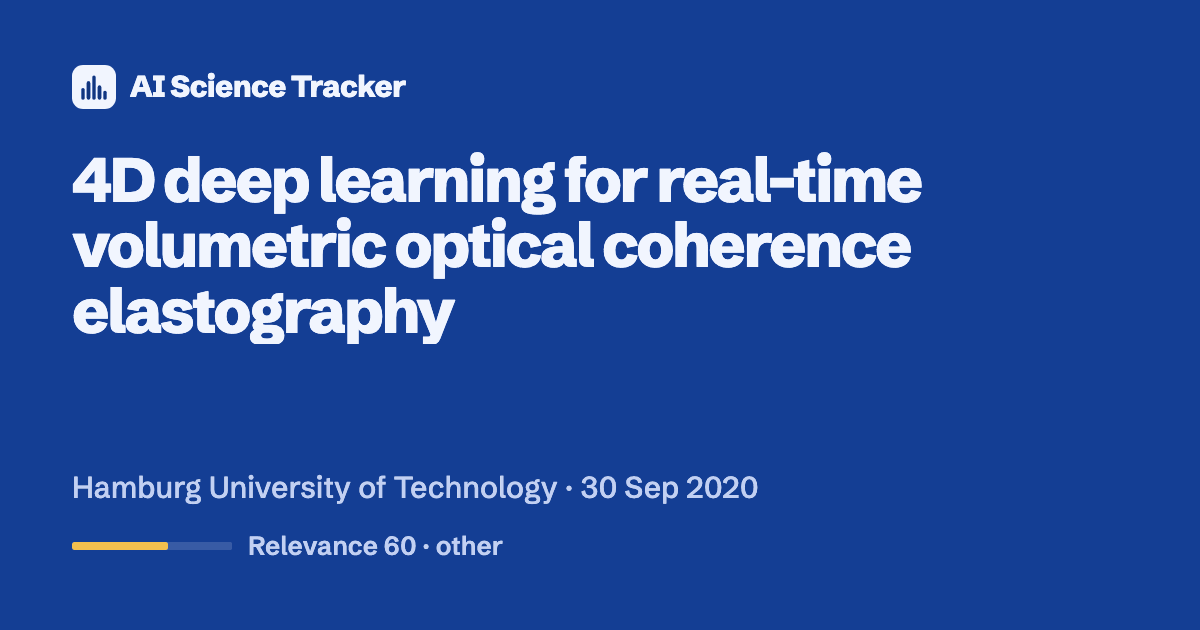 AI Science Tracker
4D deep learning for real-time
volumetric optical coherence
elastography
Hamburg University of Technology · 30 Sep 2020
Relevance 60 · other